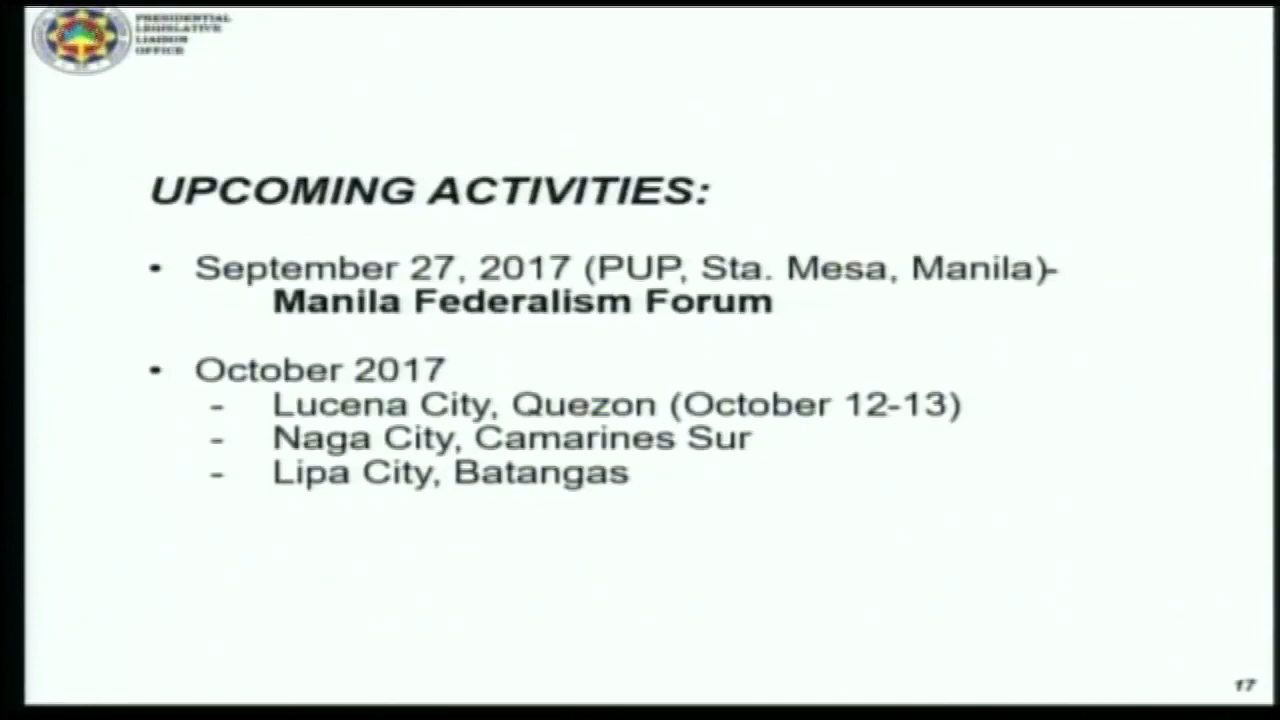 PRESIDENTIAL
LEGISLATIVE
LIAISON
OFFICE
UPCOMING ACTIVITIES:
• September 27, 2017 (PUP, Sta. Mesa, Manila)-
Manila Federalism Forum
• October 2017
- Lucena City, Quezon (October 12-13)
- Naga City, Camarines Sur
- Lipa City, Batangas
17